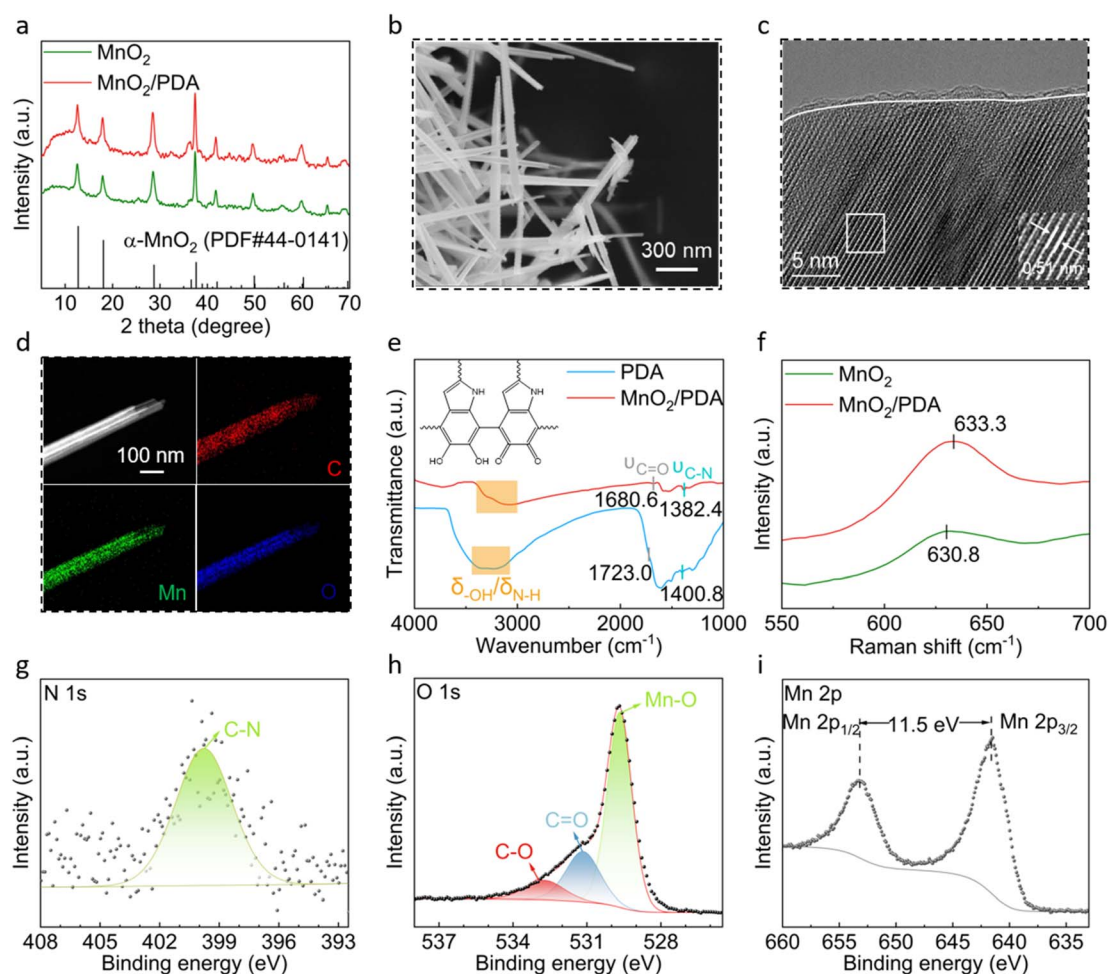 a
MnO₂
MnO₂/PDA
Intensity (a.u.)
α-MnO₂ (PDF#44-0141)
10 20 30 40 50 60 70
2 theta (degree)
b
300 nm
c
5 nm
0.51 nm
d
100 nm
C
Mn
O
e
PDA
MnO₂/PDA
NH
NH
HO
OH
O
O
Transmittance (a.u.)
υC=O
υC-N
1680.6
1382.4
1723.0
1400.8
δ-OH/δN-H
4000 3000 2000 1000
Wavenumber (cm⁻¹)
f
MnO₂
MnO₂/PDA
633.3
630.8
Intensity (a.u.)
550 600 650 700
Raman shift (cm⁻¹)
g
N 1s
C-N
Intensity (a.u.)
408 405 402 399 396 393
Binding energy (eV)
h
O 1s
Mn-O
C=O
C-O
Intensity (a.u.)
537 534 531 528
Binding energy (eV)
i
Mn 2p
Mn 2p₁/₂
11.5 eV
Mn 2p₃/₂
Intensity (a.u.)
660 655 650 645 640 635
Binding energy (eV)